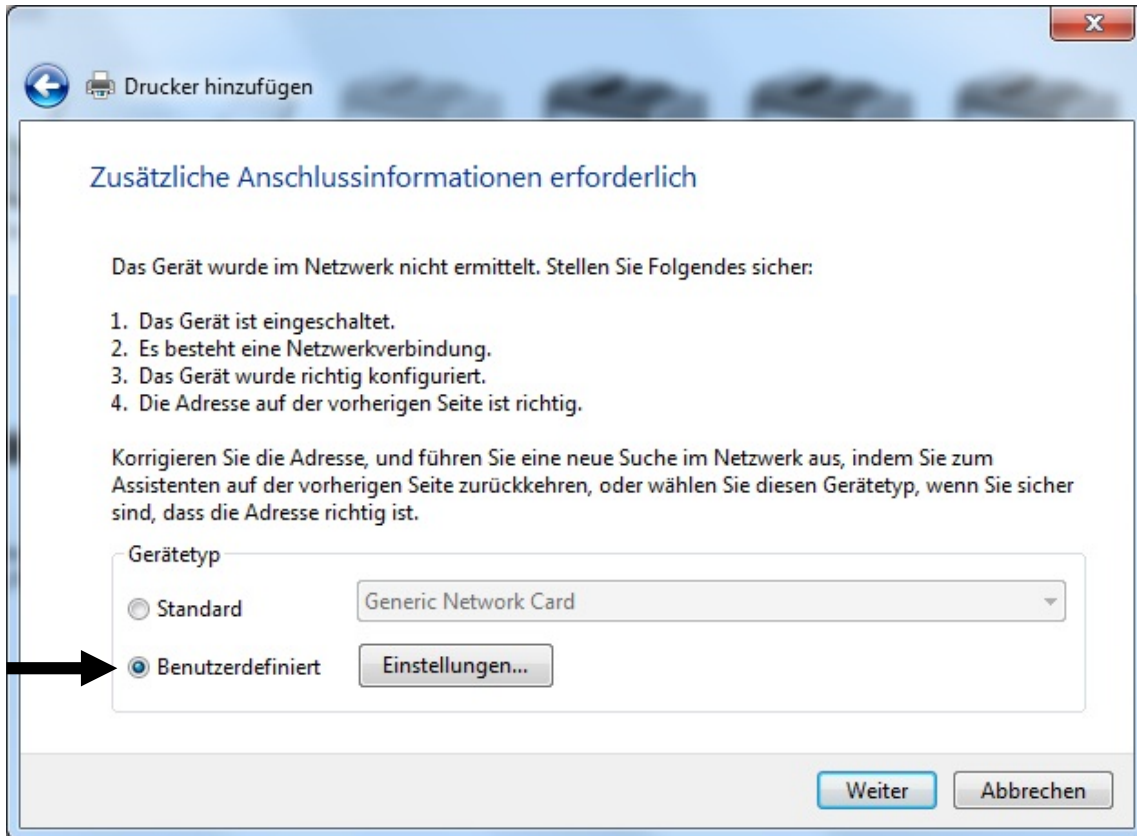 Drucker hinzufügen
Zusätzliche Anschlussinformationen erforderlich
Das Gerät wurde im Netzwerk nicht ermittelt. Stellen Sie Folgendes sicher:
1. Das Gerät ist eingeschaltet.
2. Es besteht eine Netzwerkverbindung.
3. Das Gerät wurde richtig konfiguriert.
4. Die Adresse auf der vorherigen Seite ist richtig.
Korrigieren Sie die Adresse, und führen Sie eine neue Suche im Netzwerk aus, indem Sie zum
Assistenten auf der vorherigen Seite zurückkehren, oder wählen Sie diesen Gerätetyp, wenn Sie sicher
sind, dass die Adresse richtig ist.
Gerätetyp
Standard Generic Network Card
Benutzerdefiniert Einstellungen...
Weiter Abbrechen